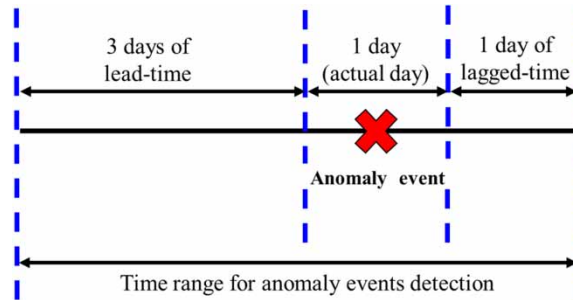 3 days of
lead-time
1 day
(actual day)
1 day of
lagged-time
Anomaly event
Time range for anomaly events detection